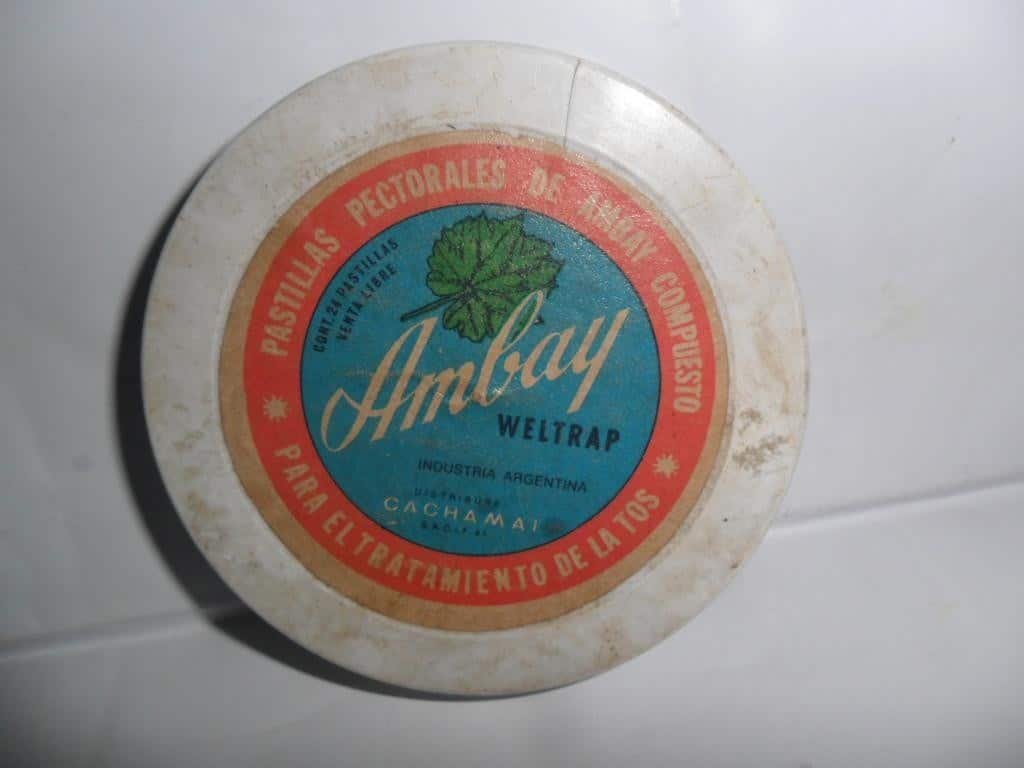 PASTILLAS PECTORALES DE AMBAY COMPUESTO
CONT. 24 PASTILLAS
VENTA LIBRE
Ambay
WELTRAP
INDUSTRIA ARGENTINA
DISTRIBUYE
CACHAMAI
PARA EL TRATAMIENTO DE LA TOS